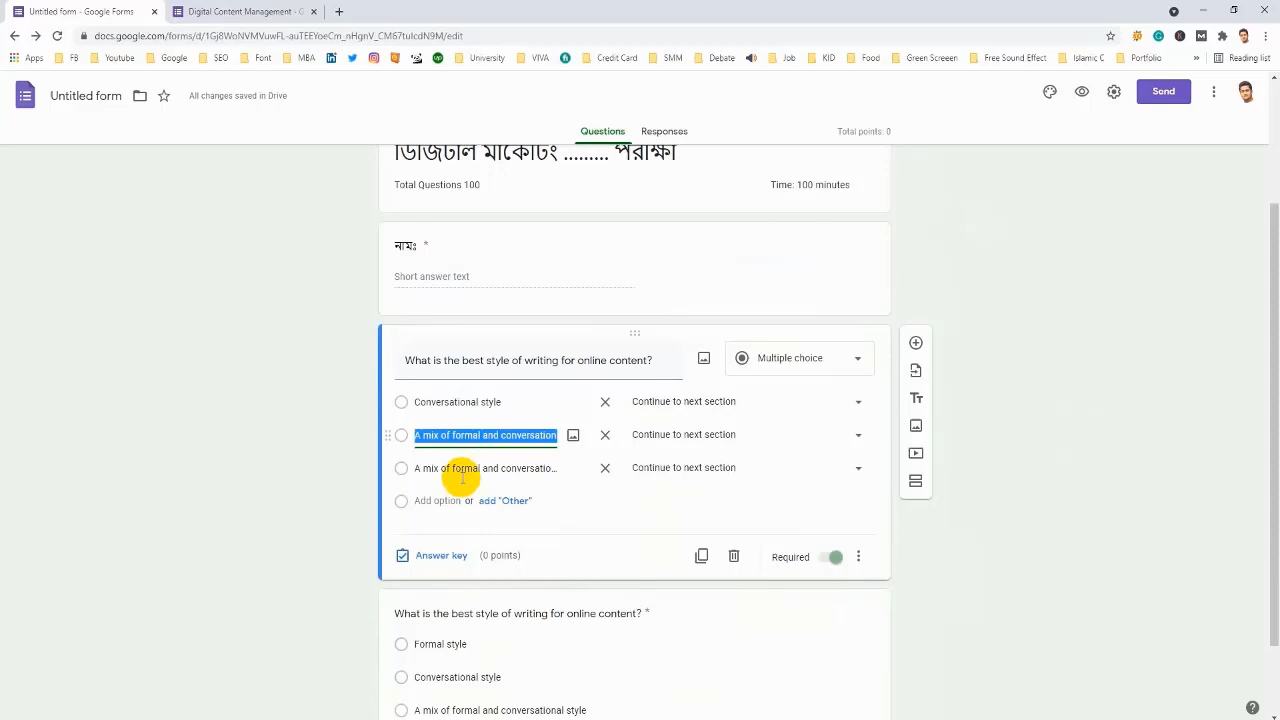 Untitled form - Google Forms
Digital Content Management - G
docs.google.com/forms/d/1Gj8WoNVMVuwFL-auTEEYoeCm_nHgnV_CM67tulcdN9M/edit
Apps FB Youtube Google SEO Font MBA University VIVA Credit Card SMM Debate Job KID Food Green Screeen Free Sound Effect Islamic C Portfolio » Reading list
Untitled form All changes saved in Drive Send
Questions Responses Total points: 0
ডিজিটাল মার্কেটিং ......... পরীক্ষা
Total Questions 100 Time: 100 minutes
নামঃ *
Short answer text
What is the best style of writing for online content? Multiple choice
Conversational style Continue to next section
A mix of formal and conversation Continue to next section
A mix of formal and conversatio... Continue to next section
Add option or add "Other"
Answer key (0 points) Required
What is the best style of writing for online content? *
Formal style
Conversational style
A mix of formal and conversational style